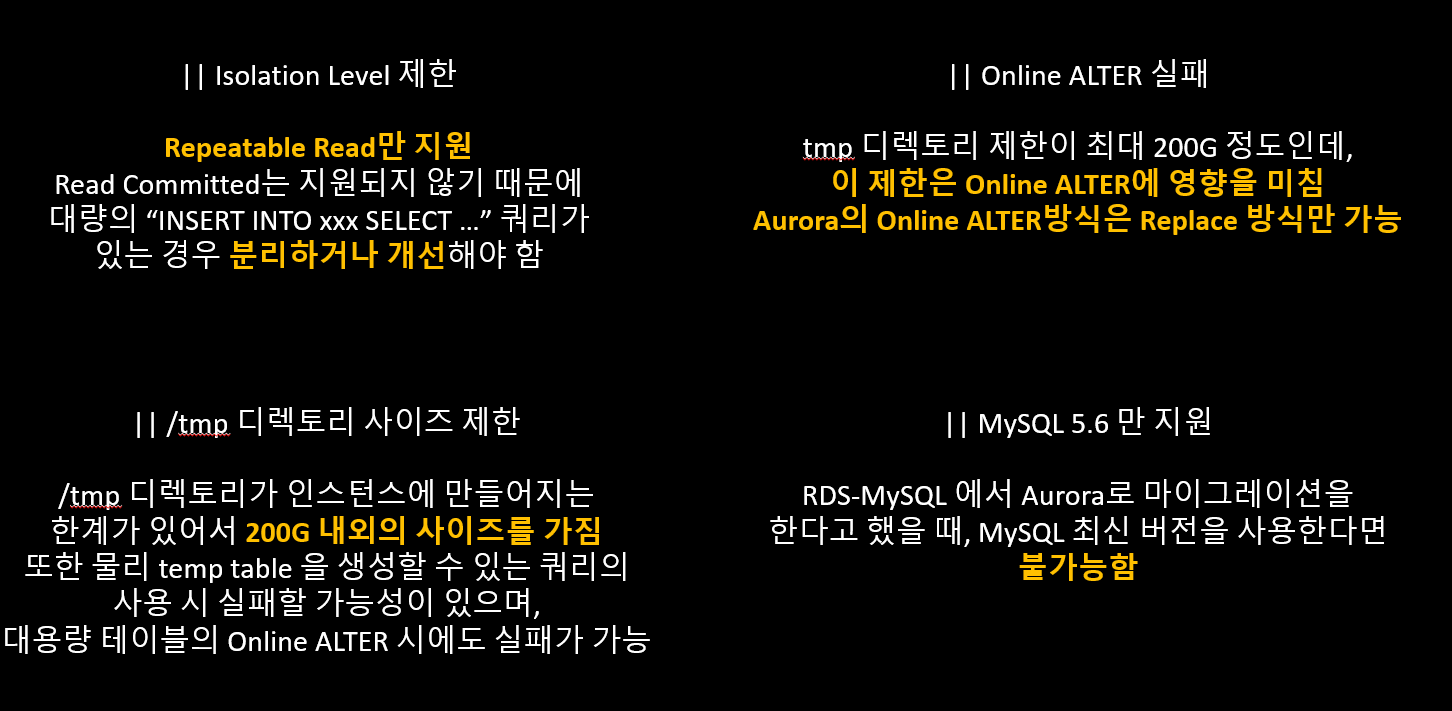 || Isolation Level 제한
Repeatable Read만 지원
Read Committed는 지원되지 않기 때문에
대량의 “INSERT INTO xxx SELECT …” 쿼리가
있는 경우 분리하거나 개선해야 함
|| Online ALTER 실패
tmp 디렉토리 제한이 최대 200G 정도인데,
이 제한은 Online ALTER에 영향을 미침
Aurora의 Online ALTER방식은 Replace 방식만 가능
|| /tmp 디렉토리 사이즈 제한
/tmp 디렉토리가 인스턴스에 만들어지는
한계가 있어서 200G 내외의 사이즈를 가짐
또한 물리 temp table 을 생성할 수 있는 쿼리의
사용 시 실패할 가능성이 있으며,
대용량 테이블의 Online ALTER 시에도 실패가 가능
|| MySQL 5.6 만 지원
RDS-MySQL 에서 Aurora로 마이그레이션을
한다고 했을 때, MySQL 최신 버전을 사용한다면
불가능함